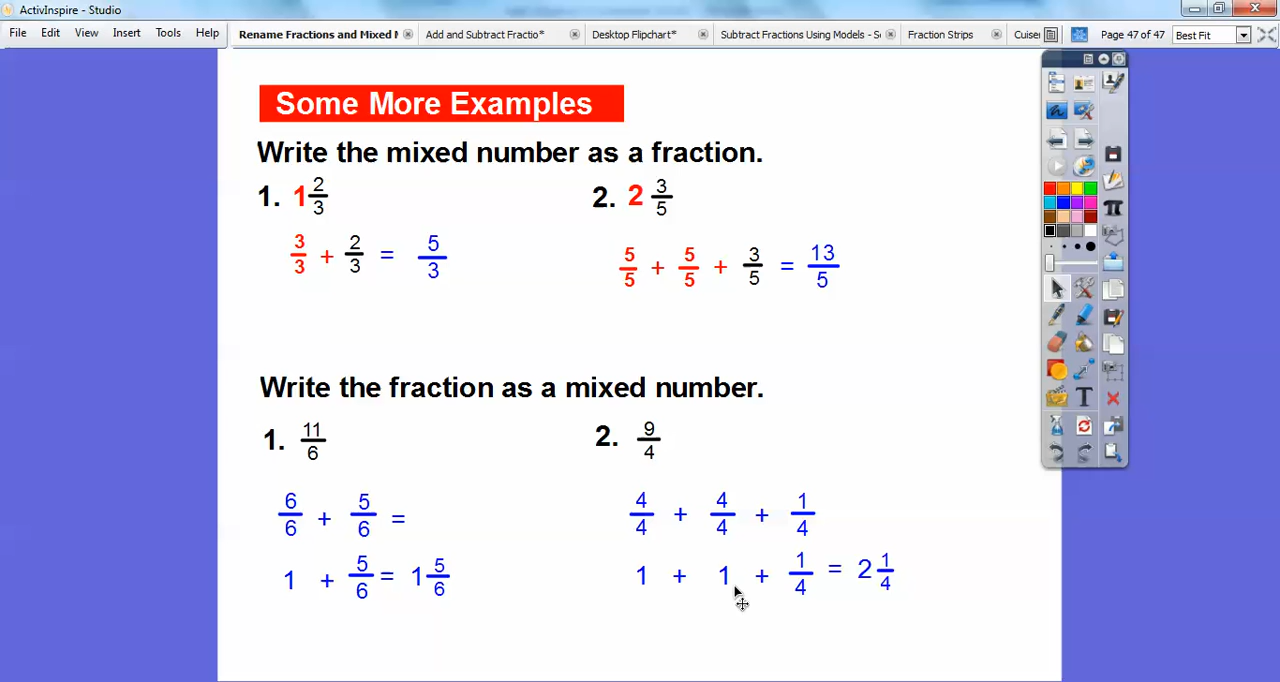 ActivInspire - Studio
File Edit View Insert Tools Help
Rename Fractions and Mixed N
Add and Subtract Fractio*
Desktop Flipchart*
Subtract Fractions Using Models - Se
Fraction Strips
Cuisen
Page 47 of 47
Best Fit
Some More Examples
Write the mixed number as a fraction.
1. 1 2/3
2. 2 3/5
3/3 + 2/3 = 5/3
5/5 + 5/5 + 3/5 = 13/5
Write the fraction as a mixed number.
1. 11/6
2. 9/4
6/6 + 5/6 =
4/4 + 4/4 + 1/4
1 + 5/6 = 1 5/6
1 + 1 + 1/4 = 2 1/4